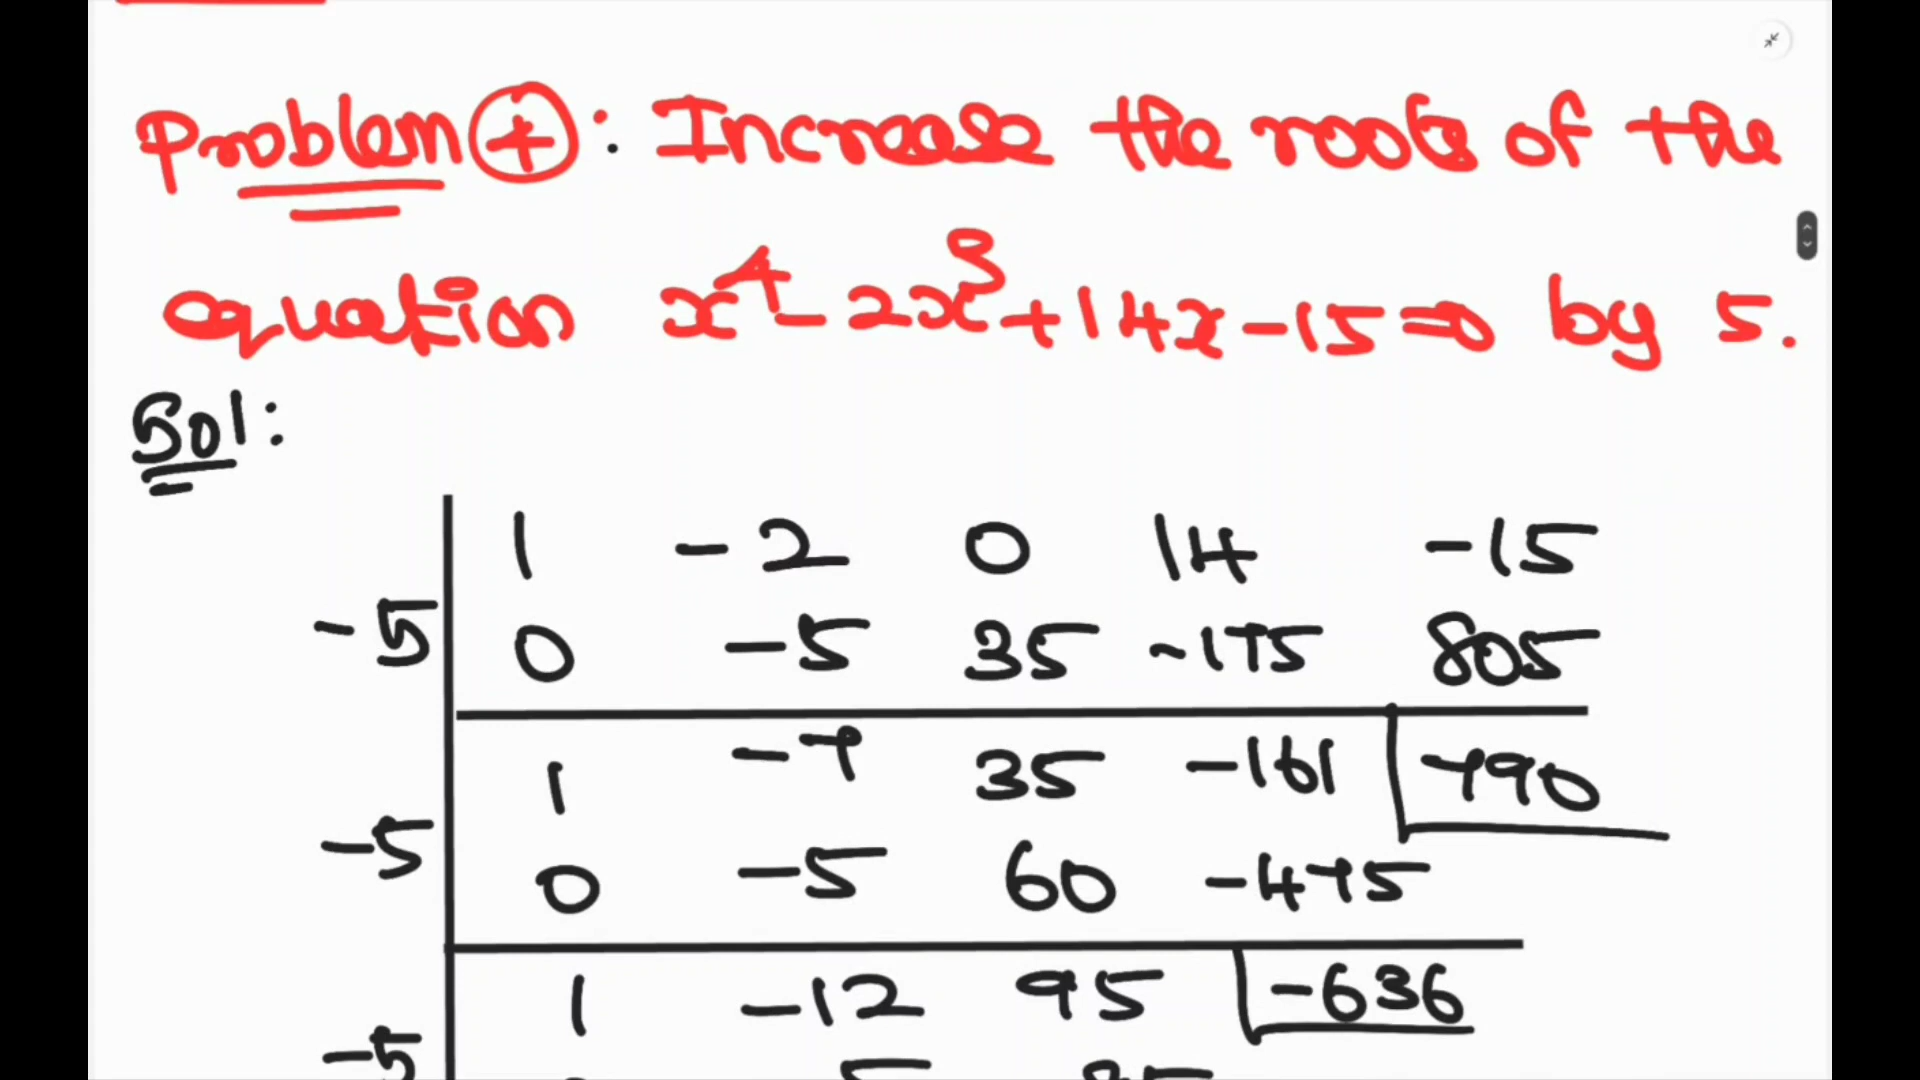 Problem 7: Increase the roots of the
equation x⁴-2x³+14x-15=0 by 5.
Sol:
1 -2 0 14 -15
-5 0 -5 35 -175 805
1 -7 35 -161 790
-5 0 -5 60 -475
1 -12 95 -636
-5